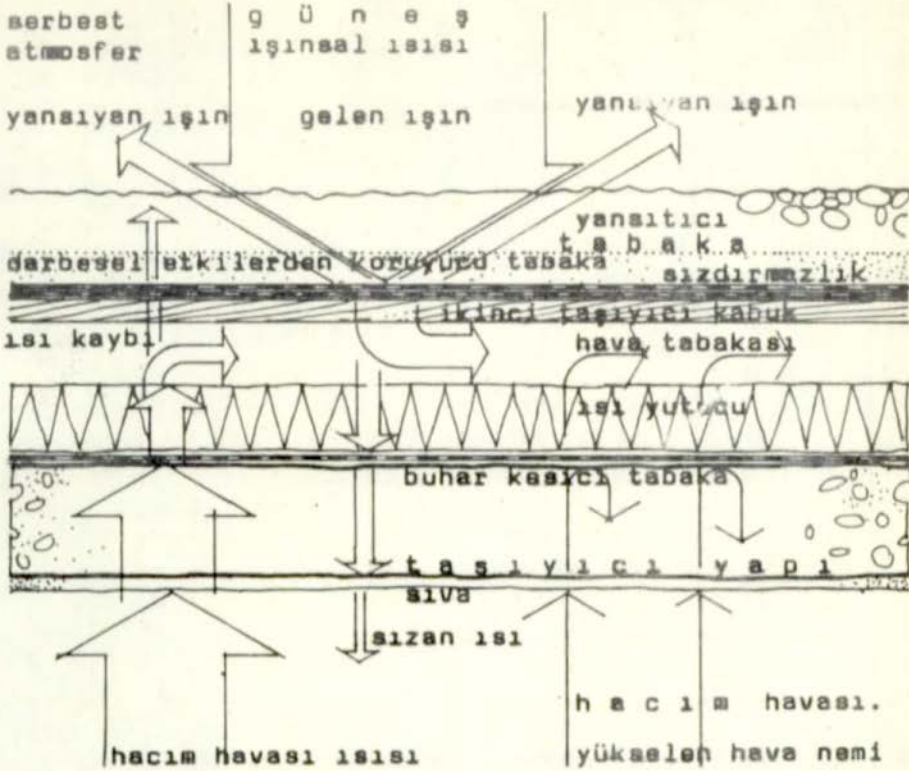 serbest
atmosfer
güneş
ışınsal ısısı
yansıyan ışın
gelen ışın
yansıyan ışın
yansıtıcı
tabaka
darbesel etkilerden koruyucu tabaka
sızdırmazlık
ikinci taşıyıcı kabuk
ısı kaybı
hava tabakası
ısı yutucu
buhar kesici tabaka
taşıyıcı yapı
sıva
sızan ısı
hacım havası.
hacım havası ısısı
yükselen hava nemi